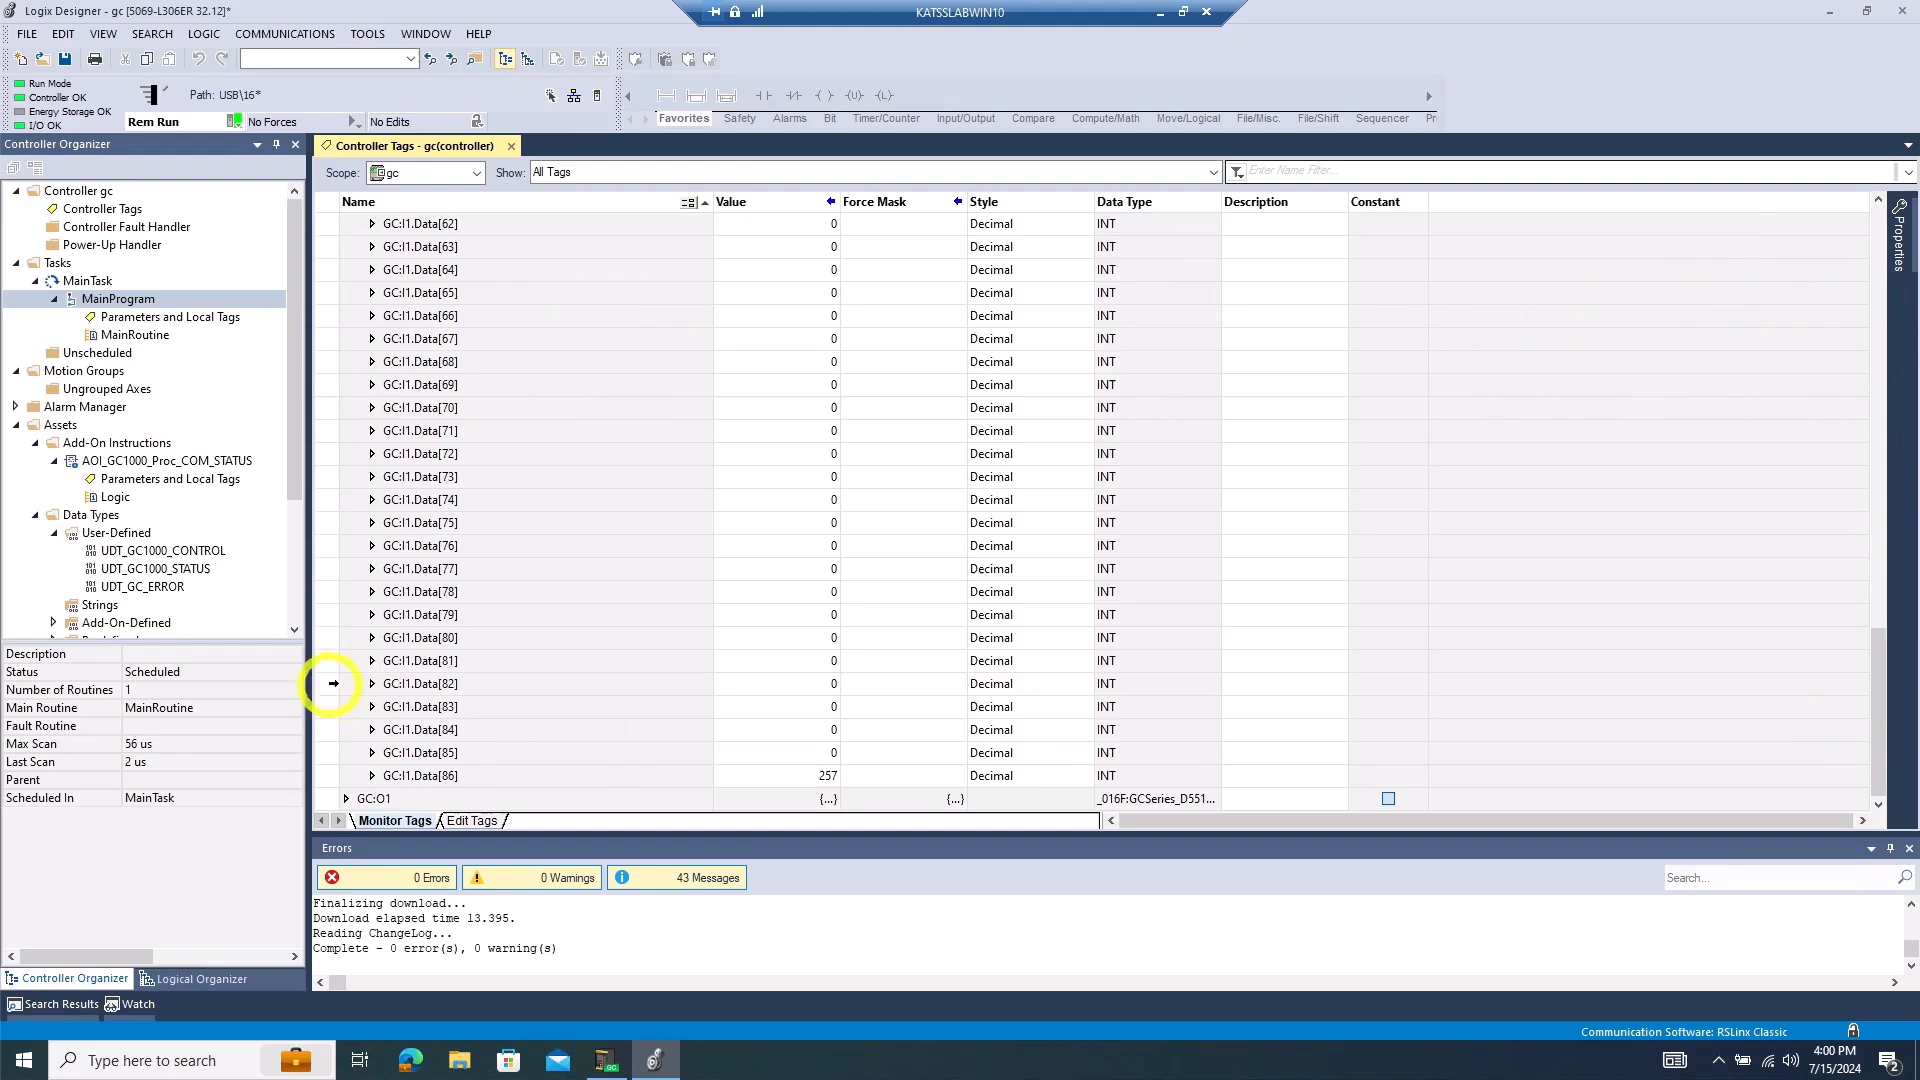 Logix Designer - gc [5069-L306ER 32.12]*
KATSSLABWIN10
FILE EDIT VIEW SEARCH LOGIC COMMUNICATIONS TOOLS WINDOW HELP
Run Mode
Controller OK
Energy Storage OK
I/O OK
Path: USB\16*
Rem Run No Forces No Edits
Favorites Safety Alarms Bit Timer/Counter Input/Output Compare Compute/Math Move/Logical File/Misc. File/Shift Sequencer Pr
Controller Organizer
Controller gc
Controller Tags
Controller Fault Handler
Power-Up Handler
Tasks
MainTask
MainProgram
Parameters and Local Tags
MainRoutine
Unscheduled
Motion Groups
Ungrouped Axes
Alarm Manager
Assets
Add-On Instructions
AOI_GC1000_Proc_COM_STATUS
Parameters and Local Tags
Logic
Data Types
User-Defined
UDT_GC1000_CONTROL
UDT_GC1000_STATUS
UDT_GC_ERROR
Strings
Add-On-Defined
Description
Status Scheduled
Number of Routines 1
Main Routine MainRoutine
Fault Routine
Max Scan 56 us
Last Scan 2 us
Parent
Scheduled In MainTask
Controller Organizer Logical Organizer
Controller Tags - gc(controller)
Scope: gc Show: All Tags Enter Name Filter...
Name Value Force Mask Style Data Type Description Constant
GC:I1.Data[62] 0 Decimal INT
GC:I1.Data[63] 0 Decimal INT
GC:I1.Data[64] 0 Decimal INT
GC:I1.Data[65] 0 Decimal INT
GC:I1.Data[66] 0 Decimal INT
GC:I1.Data[67] 0 Decimal INT
GC:I1.Data[68] 0 Decimal INT
GC:I1.Data[69] 0 Decimal INT
GC:I1.Data[70] 0 Decimal INT
GC:I1.Data[71] 0 Decimal INT
GC:I1.Data[72] 0 Decimal INT
GC:I1.Data[73] 0 Decimal INT
GC:I1.Data[74] 0 Decimal INT
GC:I1.Data[75] 0 Decimal INT
GC:I1.Data[76] 0 Decimal INT
GC:I1.Data[77] 0 Decimal INT
GC:I1.Data[78] 0 Decimal INT
GC:I1.Data[79] 0 Decimal INT
GC:I1.Data[80] 0 Decimal INT
GC:I1.Data[81] 0 Decimal INT
GC:I1.Data[82] 0 Decimal INT
GC:I1.Data[83] 0 Decimal INT
GC:I1.Data[84] 0 Decimal INT
GC:I1.Data[85] 0 Decimal INT
GC:I1.Data[86] 257 Decimal INT
GC:O1 {...} {...} _016F:GCSeries_D551...
Monitor Tags Edit Tags
Properties
Errors
0 Errors 0 Warnings 43 Messages Search...
Finalizing download...
Download elapsed time 13.395.
Reading ChangeLog...
Complete - 0 error(s), 0 warning(s)
Search Results Watch
Communication Software: RSLinx Classic
Type here to search
GC
4:00 PM
7/15/2024
2